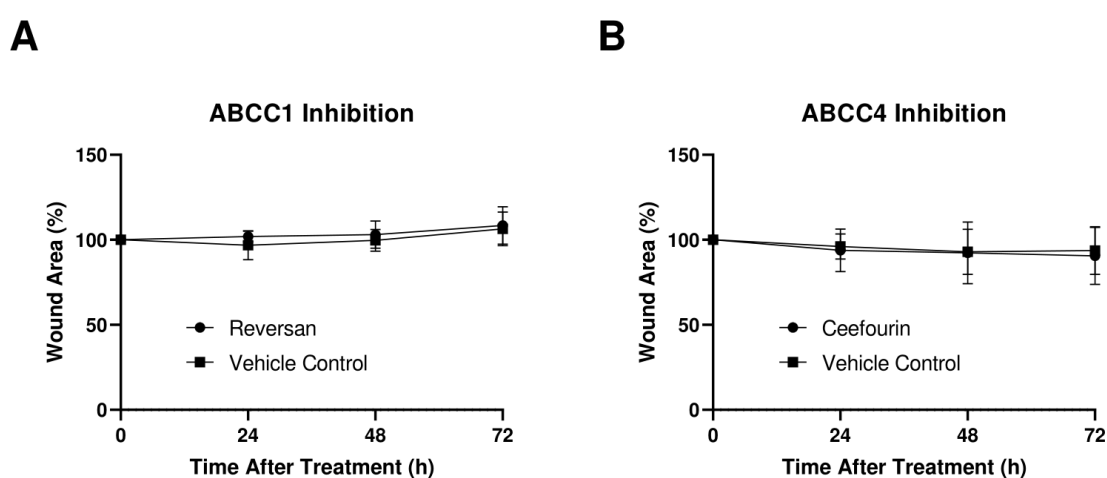 A
ABCC1 Inhibition
150
100
50
0
Wound Area (%)
Reversan
Vehicle Control
0 24 48 72
Time After Treatment (h)
B
ABCC4 Inhibition
150
100
50
0
Wound Area (%)
Ceefourin
Vehicle Control
0 24 48 72
Time After Treatment (h)